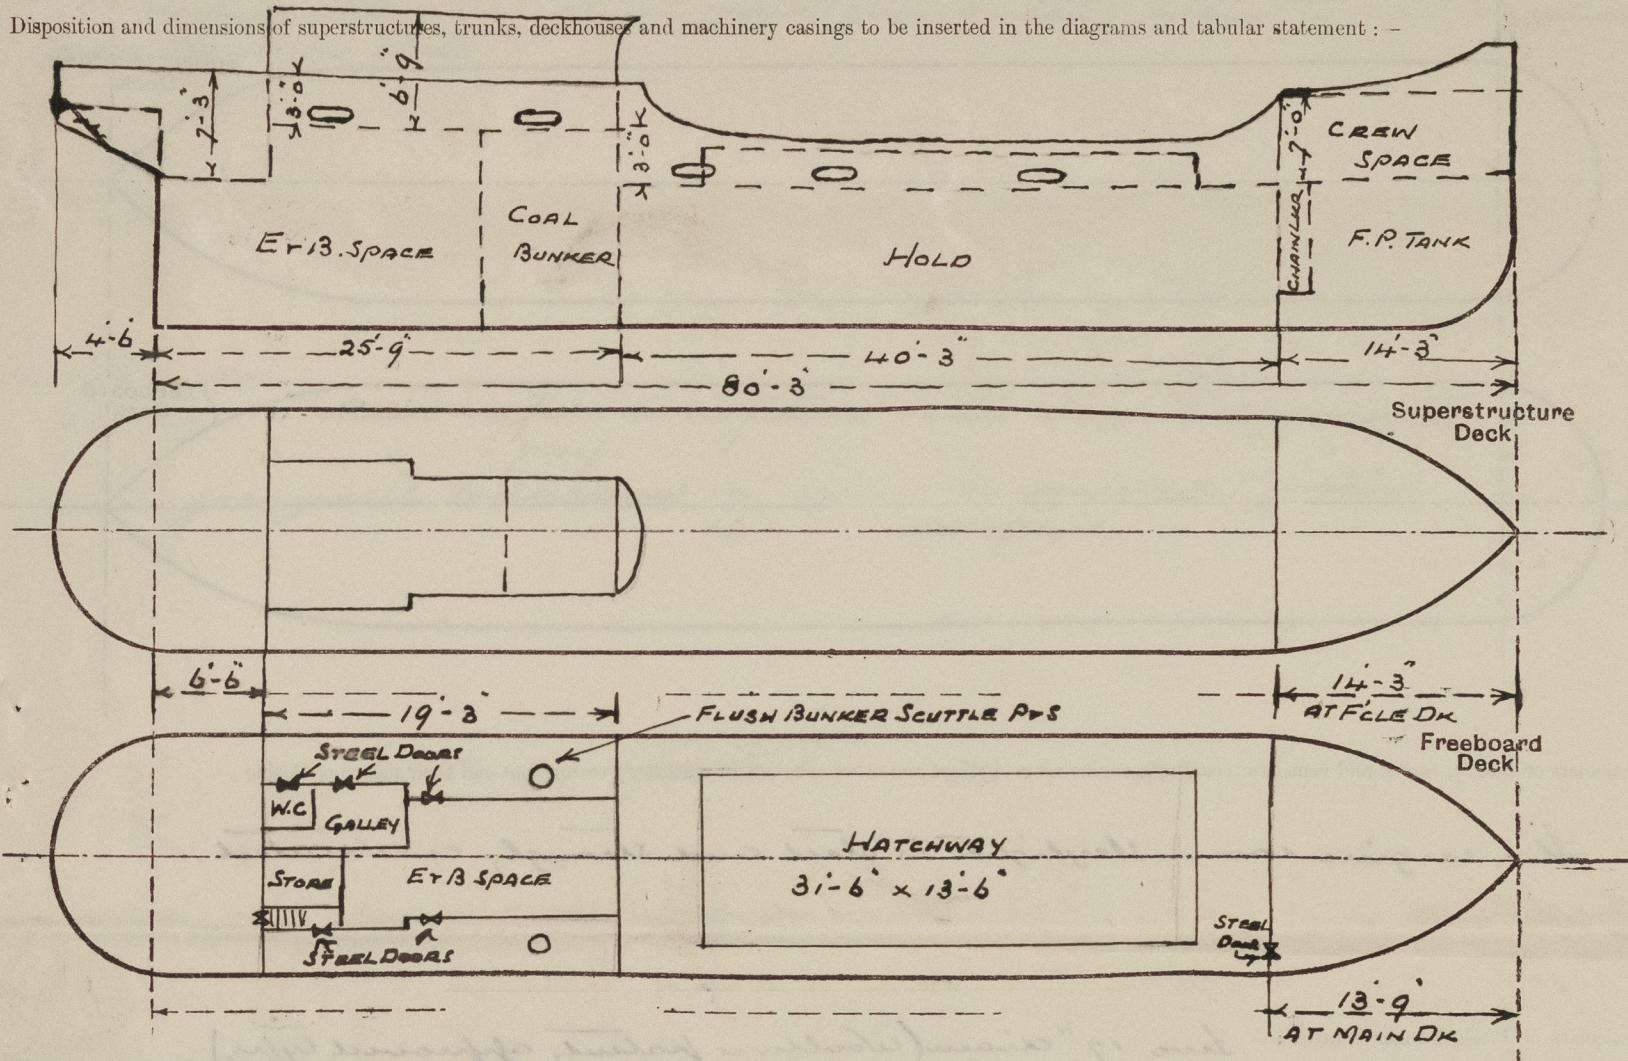 Disposition and dimensions of superstructures, trunks, deckhouses and machinery casings to be inserted in the diagrams and tabular statement : –
7'-3"
3'-0"
6'-9"
3'-0"
7'-0"
CREW
SPACE
COAL
BUNKER
E & B. SPACE
HOLD
CHAIN LKR
F.P. TANK
4'-6
25'-9"
40'-3"
14'-3"
80'-3"
Superstructure
Deck
6'-6"
14'-3"
AT F'CLE DK
19'-3"
FLUSH BUNKER SCUTTLE P&S
Freeboard
Deck
STEEL DOORS
W.C
GALLEY
HATCHWAY
31'-6" x 13'-6"
STORE
E & B SPACE
STEEL
Door
STEEL DOORS
13'-9"
AT MAIN DK